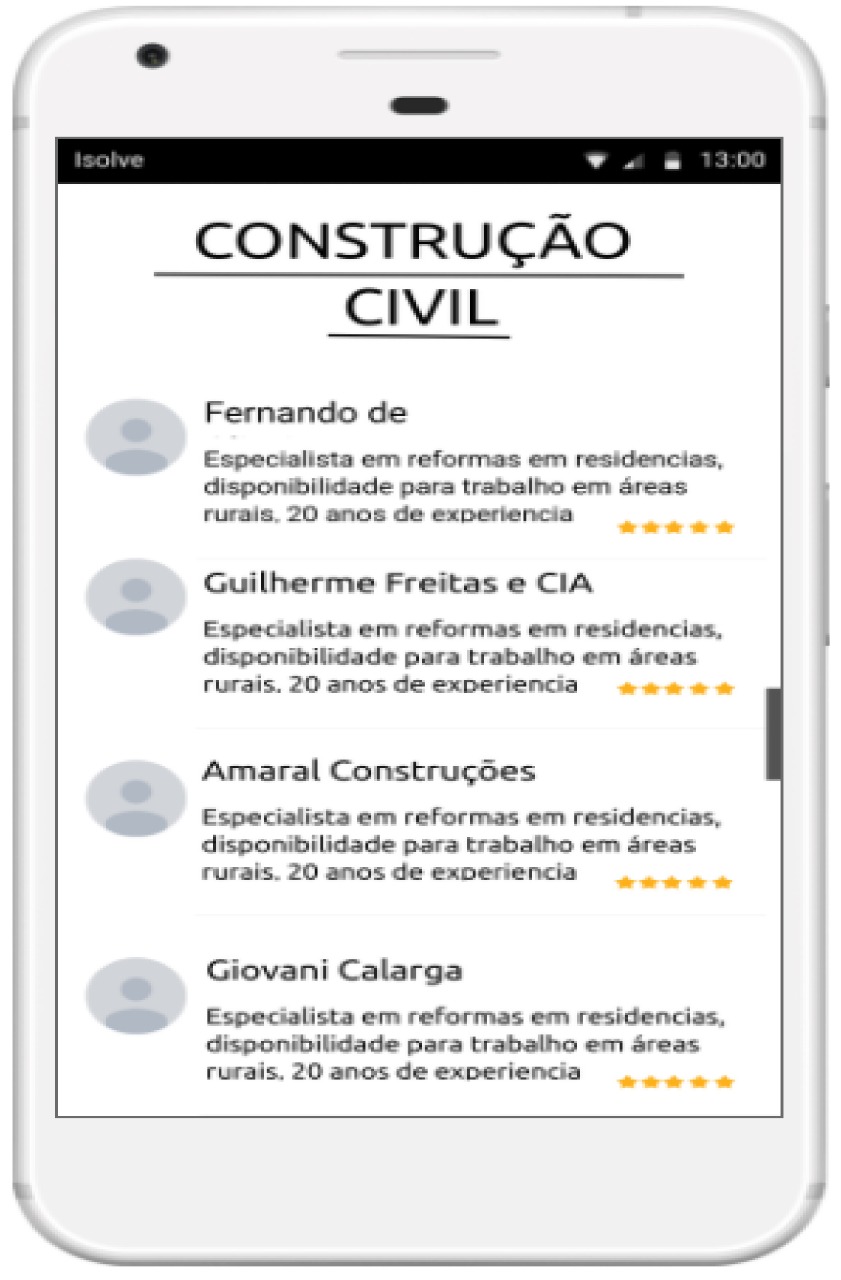 Isolve
13:00
CONSTRUÇÃO
CIVIL
Fernando de
Especialista em reformas em residencias,
disponibilidade para trabalho em áreas
rurais, 20 anos de experiencia
Guilherme Freitas e CIA
Especialista em reformas em residencias,
disponibilidade para trabalho em áreas
rurais, 20 anos de experiencia
Amaral Construções
Especialista em reformas em residencias,
disponibilidade para trabalho em áreas
rurais, 20 anos de experiencia
Giovani Calarga
Especialista em reformas em residencias,
disponibilidade para trabalho em áreas
rurais, 20 anos de experiencia